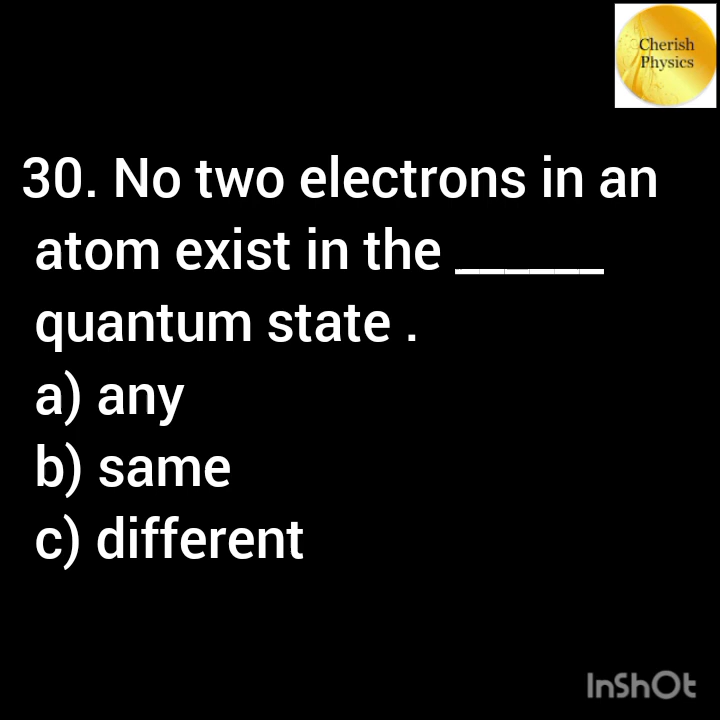 Cherish
Physics
30. No two electrons in an
atom exist in the ______
quantum state .
a) any
b) same
c) different
InShOt